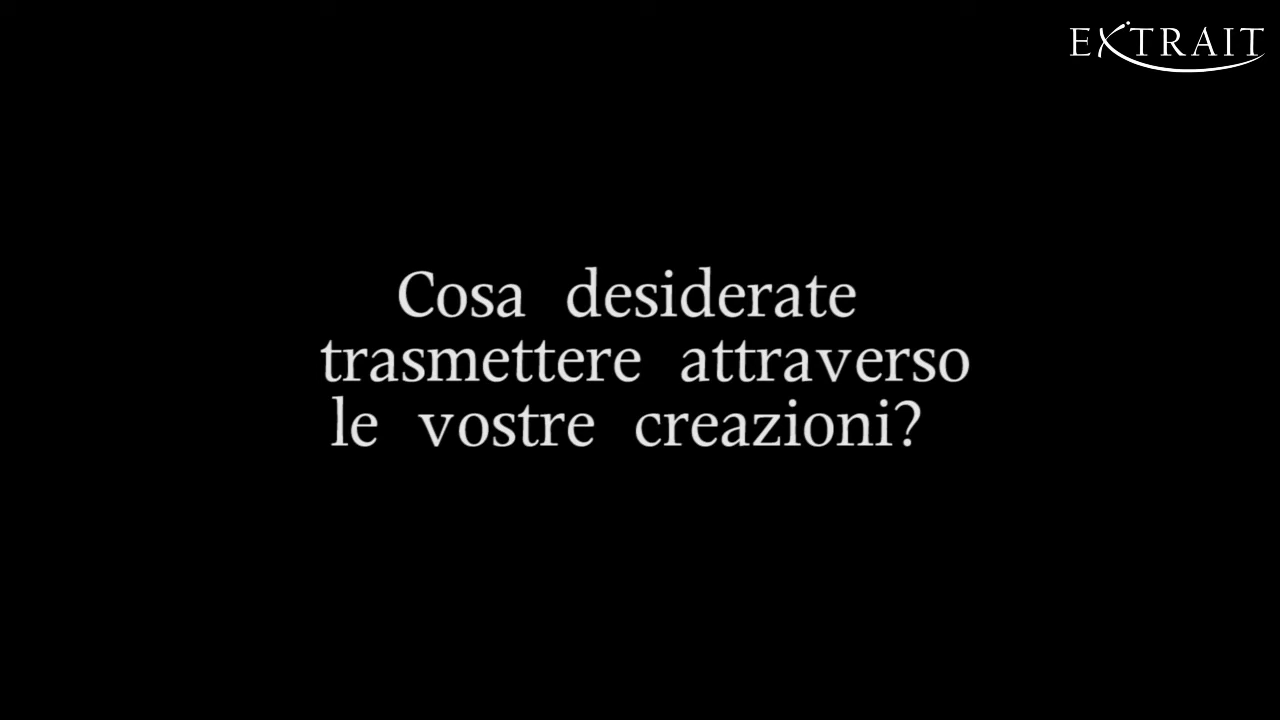 EXTRAIT
Cosa desiderate
trasmettere attraverso
le vostre creazioni?